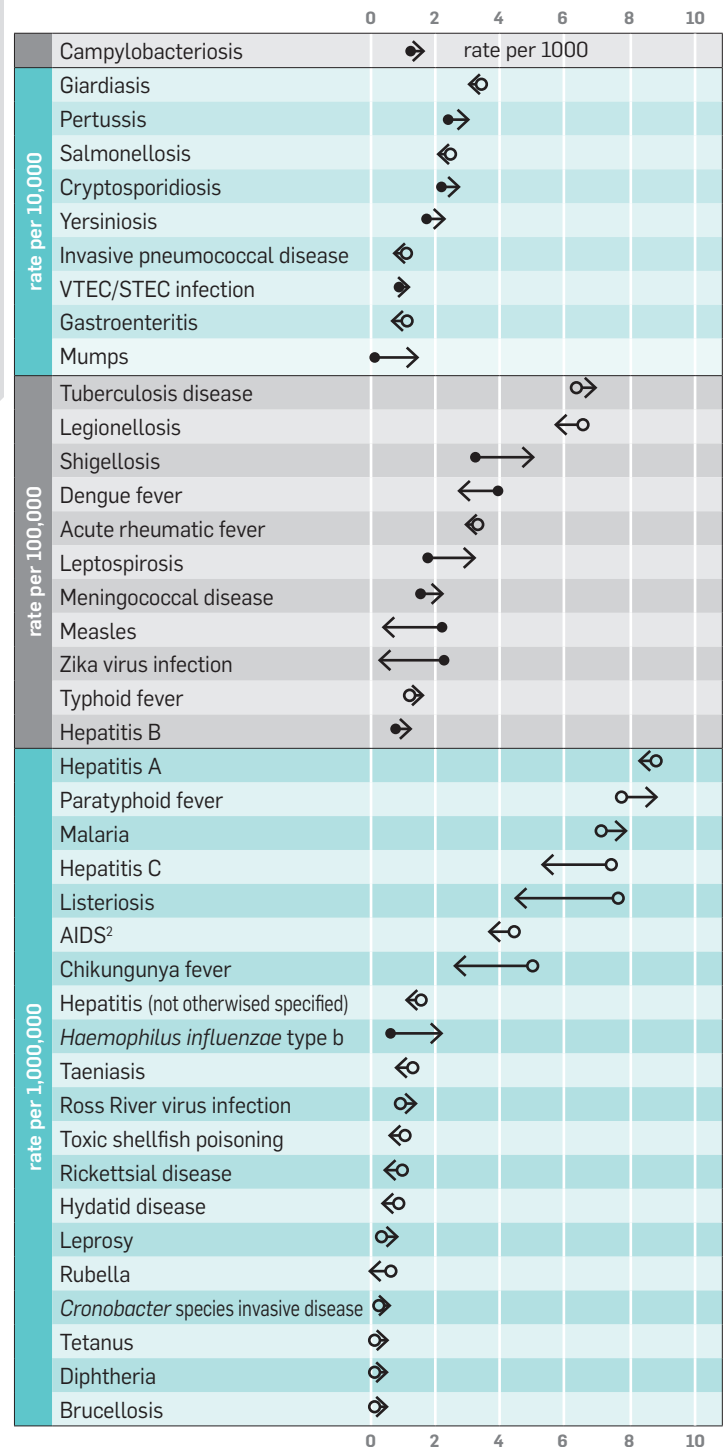 0 2 4 6 8 10
Campylobacteriosis rate per 1000
rate per 10,000
Giardiasis
Pertussis
Salmonellosis
Cryptosporidiosis
Yersiniosis
Invasive pneumococcal disease
VTEC/STEC infection
Gastroenteritis
Mumps
rate per 100,000
Tuberculosis disease
Legionellosis
Shigellosis
Dengue fever
Acute rheumatic fever
Leptospirosis
Meningococcal disease
Measles
Zika virus infection
Typhoid fever
Hepatitis B
rate per 1,000,000
Hepatitis A
Paratyphoid fever
Malaria
Hepatitis C
Listeriosis
AIDS²
Chikungunya fever
Hepatitis (not otherwised specified)
Haemophilus influenzae type b
Taeniasis
Ross River virus infection
Toxic shellfish poisoning
Rickettsial disease
Hydatid disease
Leprosy
Rubella
Cronobacter species invasive disease
Tetanus
Diphtheria
Brucellosis
0 2 4 6 8 10